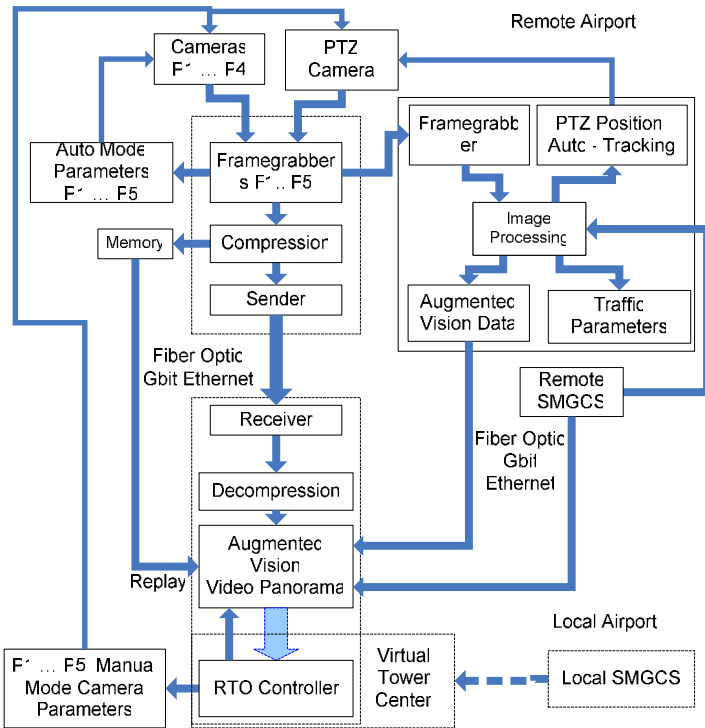 Remote Airport
Cameras
F1 ... F4
PTZ
Camera
Auto Mode
Parameters
F1 ... F5
Framegrabber
s F1.. F5
Framegrabb
er
PTZ Position
Auto - Tracking
Image
Processing
Memory
Compression
Sender
Augmented
Vision Data
Traffic
Parameters
Fiber Optic
Gbit Ethernet
Remote
SMGCS
Receiver
Fiber Optic
Gbit
Ethernet
Decompression
Augmented
Vision
Video Panorama
Replay
Local Airport
F1 ... F5 Manua
Mode Camera
Parameters
RTO Controller
Virtual
Tower
Center
Local SMGCS